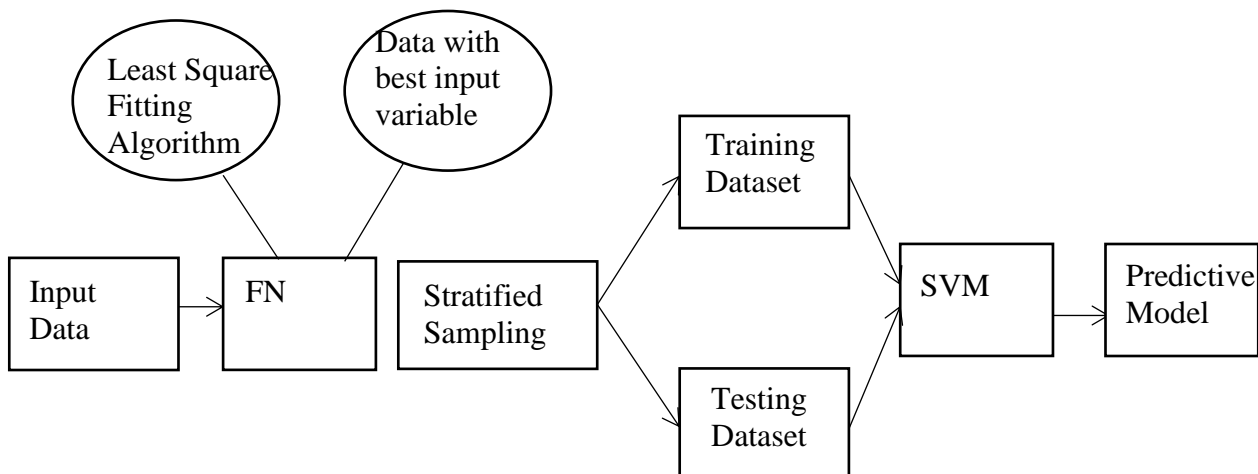 Least Square
Fitting
Algorithm
Data with
best input
variable
Input
Data
FN
Stratified
Sampling
Training
Dataset
Testing
Dataset
SVM
Predictive
Model